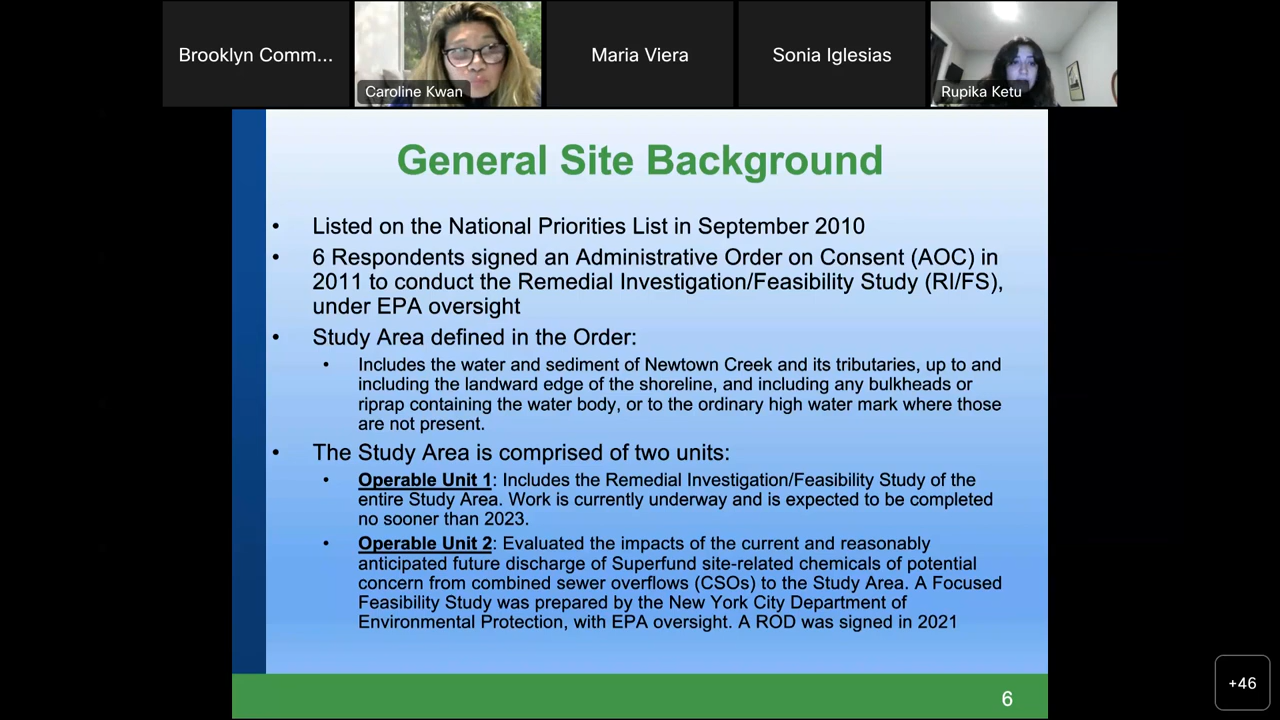 Brooklyn Comm...
Caroline Kwan
Maria Viera
Sonia Iglesias
Rupika Ketu
General Site Background
• Listed on the National Priorities List in September 2010
• 6 Respondents signed an Administrative Order on Consent (AOC) in
2011 to conduct the Remedial Investigation/Feasibility Study (RI/FS),
under EPA oversight
• Study Area defined in the Order:
• Includes the water and sediment of Newtown Creek and its tributaries, up to and
including the landward edge of the shoreline, and including any bulkheads or
riprap containing the water body, or to the ordinary high water mark where those
are not present.
• The Study Area is comprised of two units:
• Operable Unit 1: Includes the Remedial Investigation/Feasibility Study of the
entire Study Area. Work is currently underway and is expected to be completed
no sooner than 2023.
• Operable Unit 2: Evaluated the impacts of the current and reasonably
anticipated future discharge of Superfund site-related chemicals of potential
concern from combined sewer overflows (CSOs) to the Study Area. A Focused
Feasibility Study was prepared by the New York City Department of
Environmental Protection, with EPA oversight. A ROD was signed in 2021
6
+46